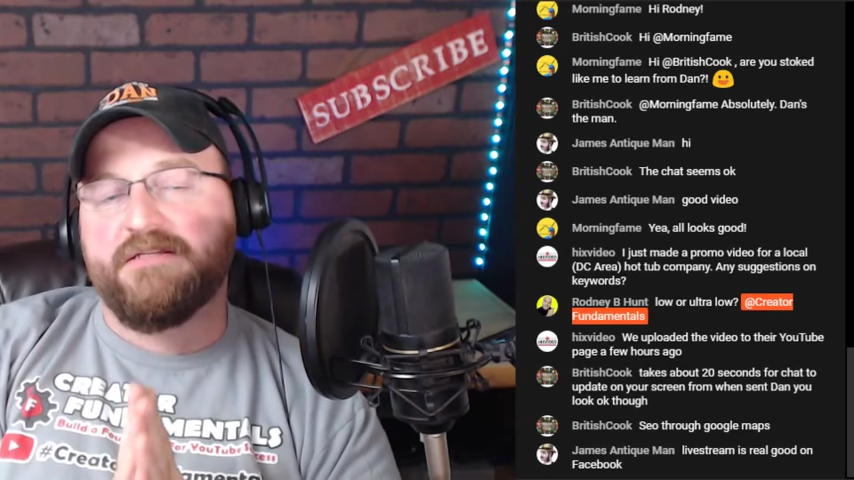 DAN
SUBSCRIBE
CREATOR
FUNDAMENTALS
Build a
For YouTube Success
Morningfame Hi Rodney!
BritishCook Hi @Morningfame
Morningfame Hi @BritishCook , are you stoked
like me to learn from Dan?!
BritishCook @Morningfame Absolutely. Dan's
the man.
James Antique Man hi
BritishCook The chat seems ok
James Antique Man good video
Morningfame Yea, all looks good!
hixvideo I just made a promo video for a local
(DC Area) hot tub company. Any suggestions on
keywords?
Rodney B Hunt low or ultra low? @Creator
Fundamentals
hixvideo We uploaded the video to their YouTube
page a few hours ago
BritishCook takes about 20 seconds for chat to
update on your screen from when sent Dan you
look ok though
BritishCook Seo through google maps
James Antique Man livestream is real good on
Facebook